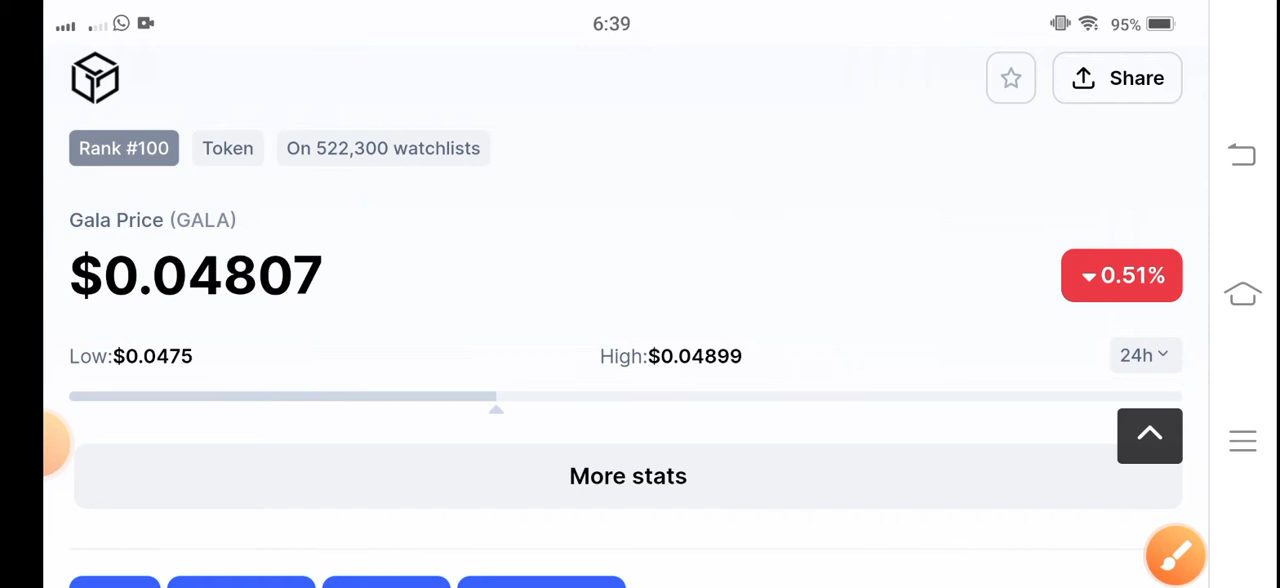 6:39
95%
Share
Rank #100 Token On 522,300 watchlists
Gala Price (GALA)
$0.04807
0.51%
Low:$0.0475 High:$0.04899 24h
More stats